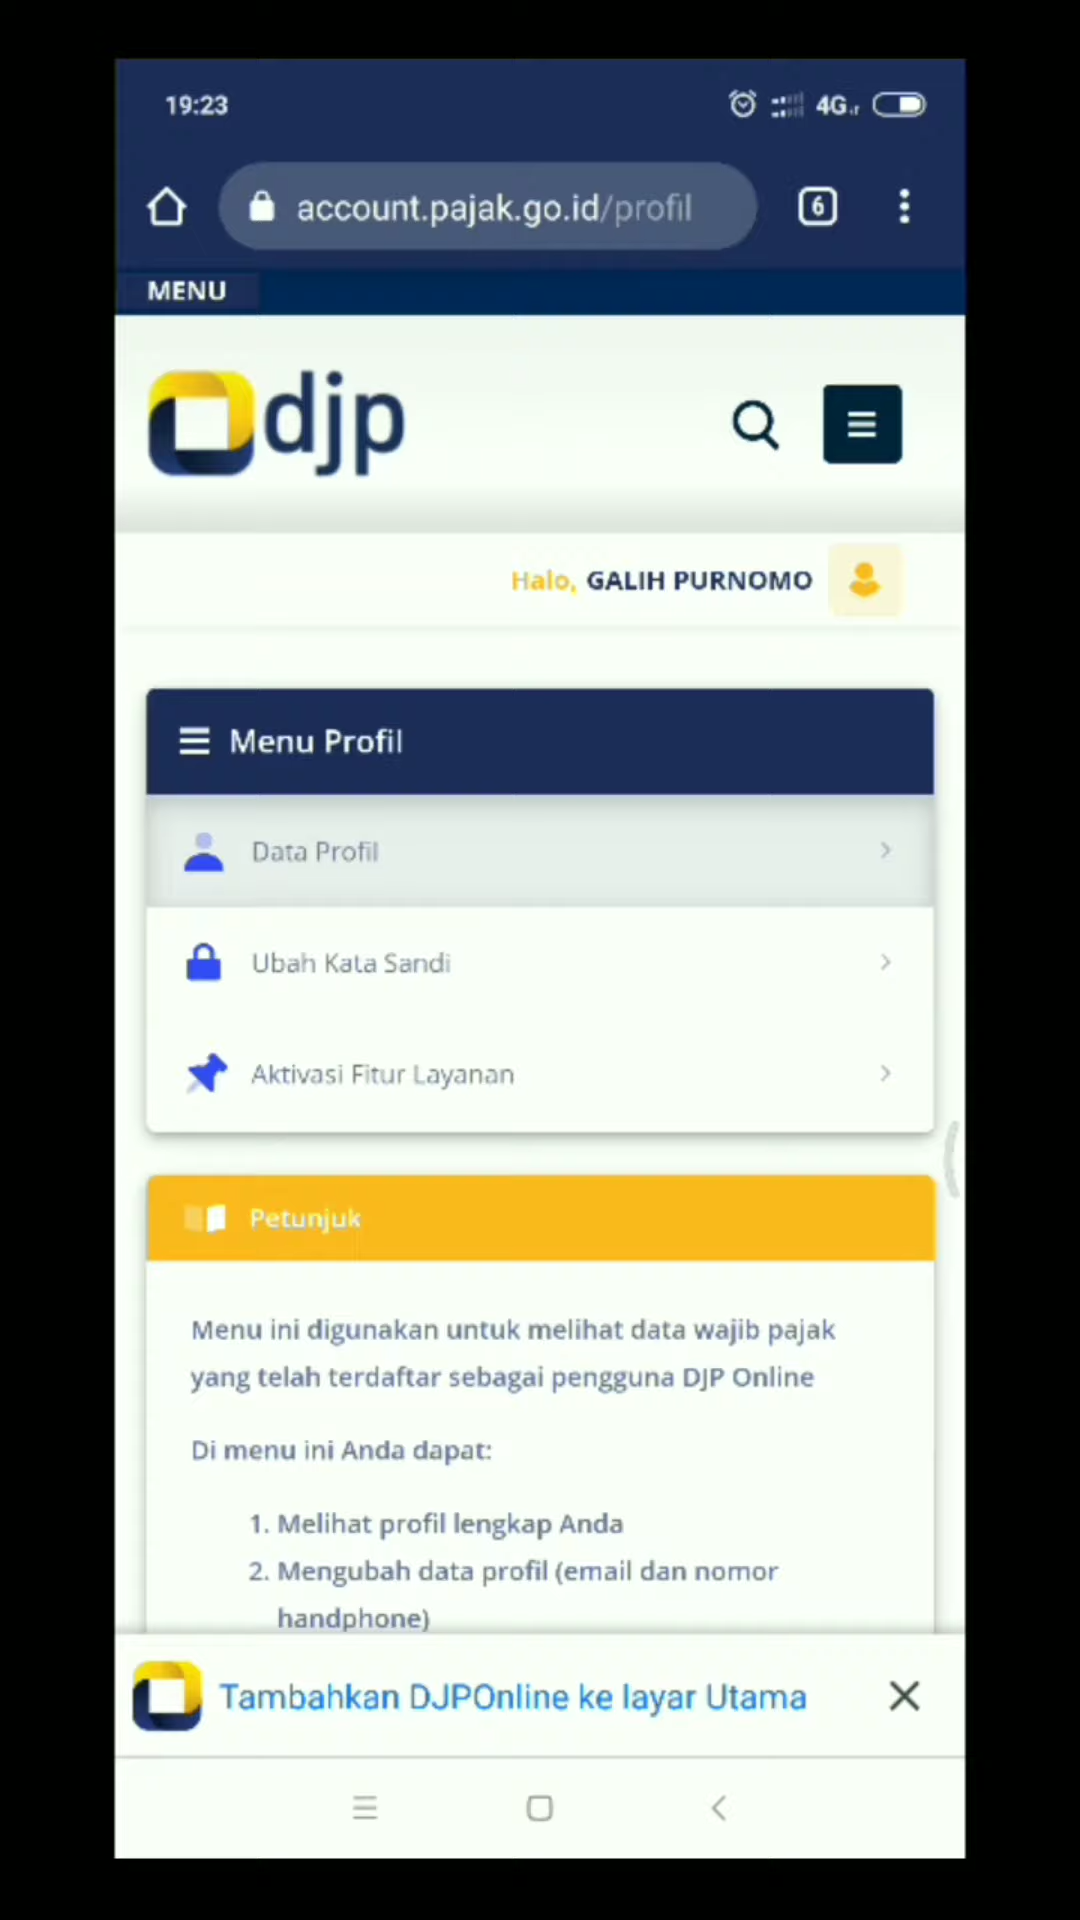 19:23
4G
account.pajak.go.id/profil
6
MENU
djp
Halo, GALIH PURNOMO
Menu Profil
Data Profil
Ubah Kata Sandi
Aktivasi Fitur Layanan
Petunjuk
Menu ini digunakan untuk melihat data wajib pajak
yang telah terdaftar sebagai pengguna DJP Online
Di menu ini Anda dapat:
1. Melihat profil lengkap Anda
2. Mengubah data profil (email dan nomor
handphone)
Tambahkan DJPOnline ke layar Utama